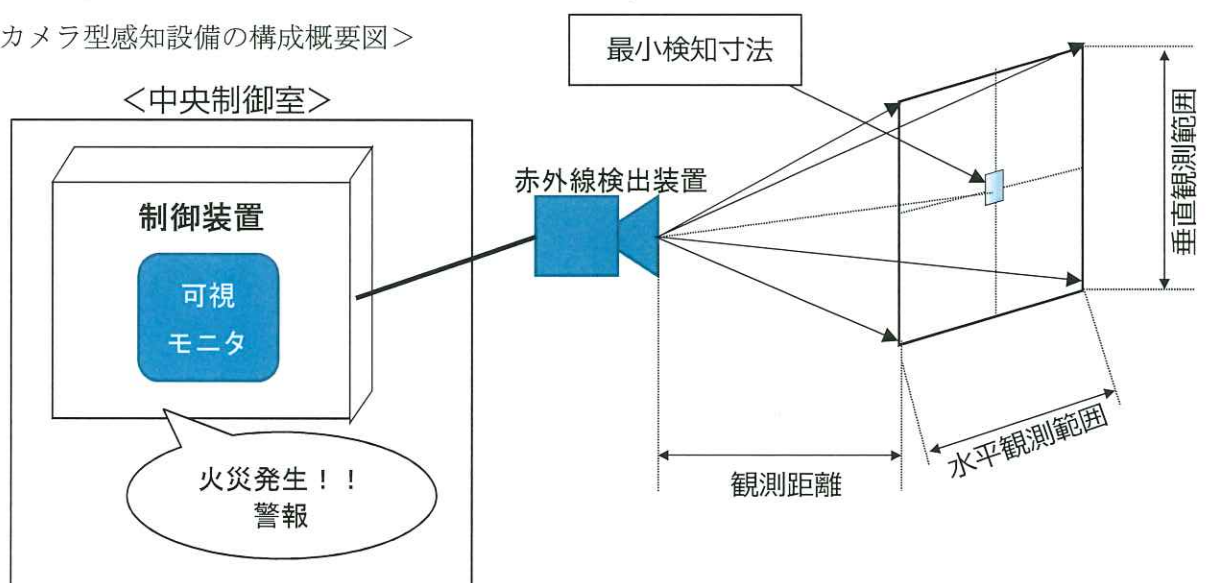 カメラ型感知設備の構成概要図＞
最小検知寸法
＜中央制御室＞
赤外線検出装置
制御装置
可視
モニタ
垂直観測範囲
水平観測範囲
観測距離
火災発生！！
警報